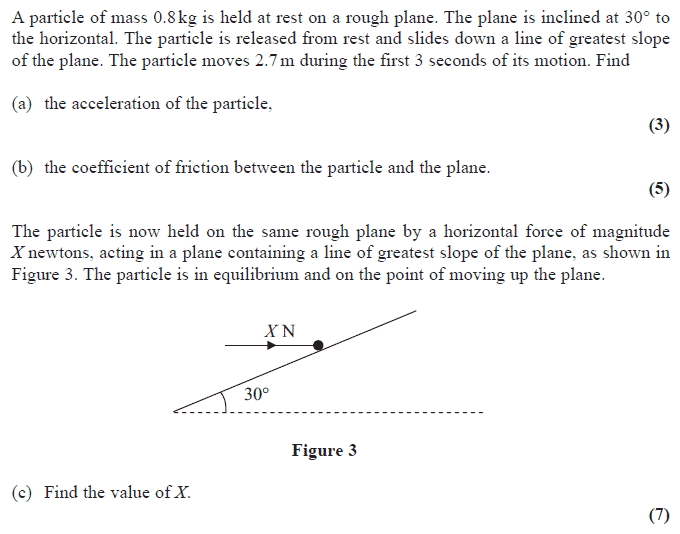 A particle of mass 0.8 kg is held at rest on a rough plane. The plane is inclined at 30° to
the horizontal. The particle is released from rest and slides down a line of greatest slope
of the plane. The particle moves 2.7 m during the first 3 seconds of its motion. Find
(a) the acceleration of the particle,
(3)
(b) the coefficient of friction between the particle and the plane.
(5)
The particle is now held on the same rough plane by a horizontal force of magnitude
X newtons, acting in a plane containing a line of greatest slope of the plane, as shown in
Figure 3. The particle is in equilibrium and on the point of moving up the plane.
X N
30°
Figure 3
(c) Find the value of X.
(7)